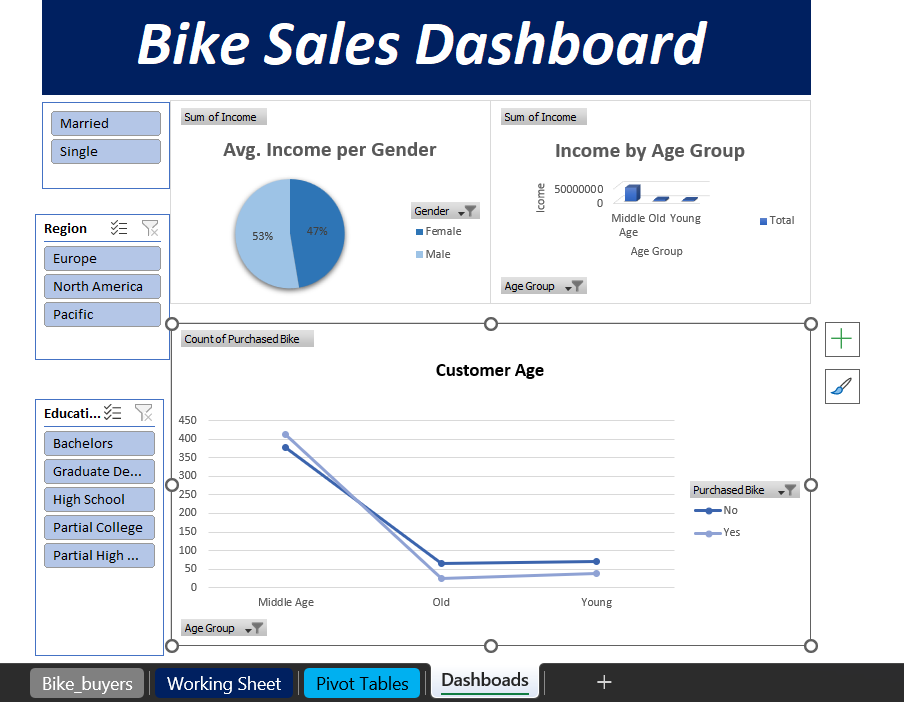 Bike Sales Dashboard
Married
Single
Region
Europe
North America
Pacific
Educati...
Bachelors
Graduate De...
High School
Partial College
Partial High ...
Sum of Income
Avg. Income per Gender
53%
47%
Gender
Female
Male
Sum of Income
Income by Age Group
Icome
50000000
0
Middle Old Young
Age
Age Group
Total
Age Group
Count of Purchased Bike
Customer Age
450
400
350
300
250
200
150
100
50
0
Middle Age
Old
Young
Purchased Bike
No
Yes
Age Group
Bike_buyers
Working Sheet
Pivot Tables
Dashboads